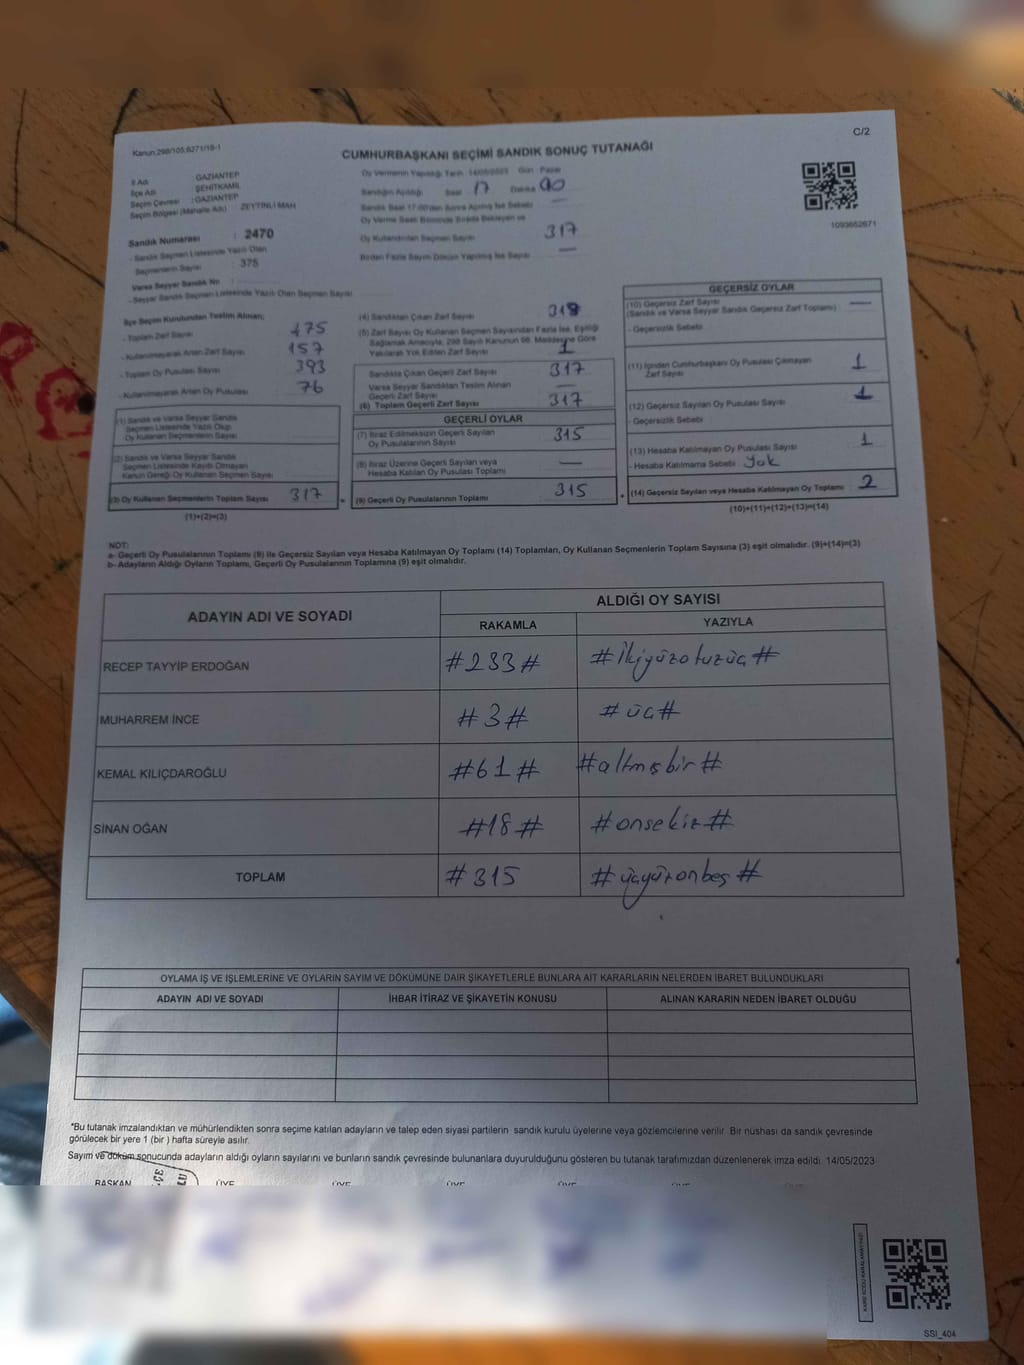 Kanun:298/105,6271/18-1
C/2
CUMHURBAŞKANI SEÇİMİ SANDIK SONUÇ TUTANAĞI
İl Adı GAZİANTEP
İlçe Adı ŞEHİTKAMİL
Seçim Çevresi : GAZİANTEP
Seçim Bölgesi (Mahalle Adı) : ZEYTİNLİ MAH
Sandık Numarası : 2470
- Sandık Seçmen Listesinde Yazılı Olan
Seçmenlerin Sayısı : 375
Varsa Seyyar Sandık No :
- Seyyar Sandık Seçmen Listesinde Yazılı Olan Seçmen Sayısı
Oy Vermenin Yapıldığı Tarih: 14/05/2023 Gün: Pazar
Sandığın Açıldığı Saat 17 Dakika 00
Sandık Saat 17:00'den Sonra Açılmış İse Sebebi
Oy Verme Saati Bitiminde Sırada Bekleyen ve
Oy Kullandırılan Seçmen Sayısı 317
Birden Fazla Sayım Döküm Yapılmış İse Sayısı —
1093662671
İlçe Seçim Kurulundan Teslim Alınan;
- Toplam Zarf Sayısı 475
- Kullanılmayarak Artan Zarf Sayısı 157
- Toplam Oy Pusulası Sayısı 393
- Kullanılmayarak Artan Oy Pusulası 76
(1) Sandık ve Varsa Seyyar Sandık
Seçmen Listesinde Yazılı Olup
Oy Kullanan Seçmenlerin Sayısı
(2) Sandık ve Varsa Seyyar Sandık
Seçmen Listesinde Kaydı Olmayan
Kanun Gereği Oy Kullanan Seçmen Sayısı
(3) Oy Kullanan Seçmenlerin Toplam Sayısı 317
(1)+(2)=(3)
(4) Sandıktan Çıkan Zarf Sayısı 318
(5) Zarf Sayısı Oy Kullanan Seçmen Sayısından Fazla İse, Eşitliği
Sağlamak Amacıyla, 298 Sayılı Kanunun 98. Maddesine Göre
Yakılarak Yok Edilen Zarf Sayısı 1
Sandıkta Çıkan Geçerli Zarf Sayısı 317
Varsa Seyyar Sandıktan Teslim Alınan
Geçerli Zarf Sayısı —
(6) Toplam Geçerli Zarf Sayısı 317
GEÇERLİ OYLAR
(7) İtiraz Edilmeksizin Geçerli Sayılan
Oy Pusulalarının Sayısı 315
(8) İtiraz Üzerine Geçerli Sayılan veya
Hesaba Katılan Oy Pusulası Toplamı —
(9) Geçerli Oy Pusulalarının Toplamı 315
GEÇERSİZ OYLAR
(10) Geçersiz Zarf Sayısı —
(Sandık ve Varsa Seyyar Sandık Geçersiz Zarf Toplamı)
- Geçersizlik Sebebi
(11) İçinden Cumhurbaşkanı Oy Pusulası Çıkmayan
Zarf Sayısı 1
(12) Geçersiz Sayılan Oy Pusulası Sayısı 1
- Geçersizlik Sebebi
(13) Hesaba Katılmayan Oy Pusulası Sayısı 1
- Hesaba Katılmama Sebebi Yok
(14) Geçersiz Sayılan veya Hesaba Katılmayan Oy Toplamı 2
(10)+(11)+(12)+(13)=(14)
NOT:
a- Geçerli Oy Pusulalarının Toplamı (9) ile Geçersiz Sayılan veya Hesaba Katılmayan Oy Toplamı (14) Toplamları, Oy Kullanan Seçmenlerin Toplam Sayısına (3) eşit olmalıdır. (9)+(14)=(3)
b- Adayların Aldığı Oyların Toplamı, Geçerli Oy Pusulalarının Toplamına (9) eşit olmalıdır.
ADAYIN ADI VE SOYADI
ALDIĞI OY SAYISI
RAKAMLA YAZIYLA
RECEP TAYYİP ERDOĞAN #233# #ikiyüzotuzüç#
MUHARREM İNCE #3# #üç#
KEMAL KILIÇDAROĞLU #61# #altmışbir#
SİNAN OĞAN #18# #onsekiz#
TOPLAM #315 #üçyüzonbeş#
OYLAMA İŞ VE İŞLEMLERİNE VE OYLARIN SAYIM VE DÖKÜMÜNE DAİR ŞİKAYETLERLE BUNLARA AİT KARARLARIN NELERDEN İBARET BULUNDUKLARI
ADAYIN ADI VE SOYADI İHBAR İTİRAZ VE ŞİKAYETİN KONUSU ALINAN KARARIN NEDEN İBARET OLDUĞU
*Bu tutanak imzalandıktan ve mühürlendikten sonra seçime katılan adayların ve talep eden siyasi partilerin sandık kurulu üyelerine veya gözlemcilerine verilir. Bir nüshası da sandık çevresinde
görülecek bir yere 1 (bir ) hafta süreyle asılır.
Sayım ve döküm sonucunda adayların aldığı oyların sayılarını ve bunların sandık çevresinde bulunanlara duyurulduğunu gösteren bu tutanak tarafımızdan düzenlenerek imza edildi. 14/05/2023
BAŞKAN ÜYE ÜYE ÜYE ÜYE ÜYE ÜYE
SSI_404